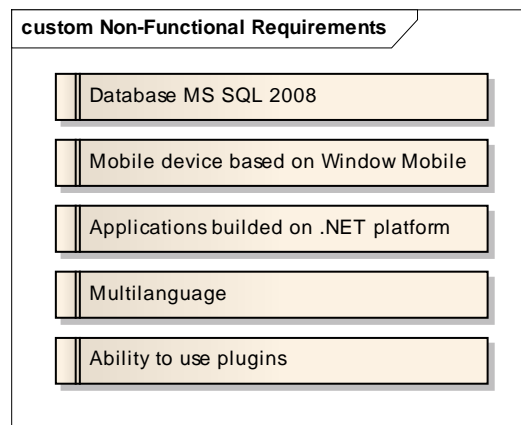 custom Non-Functional Requirements
Database MS SQL 2008
Mobile device based on Window Mobile
Applications builded on .NET platform
Multilanguage
Ability to use plugins